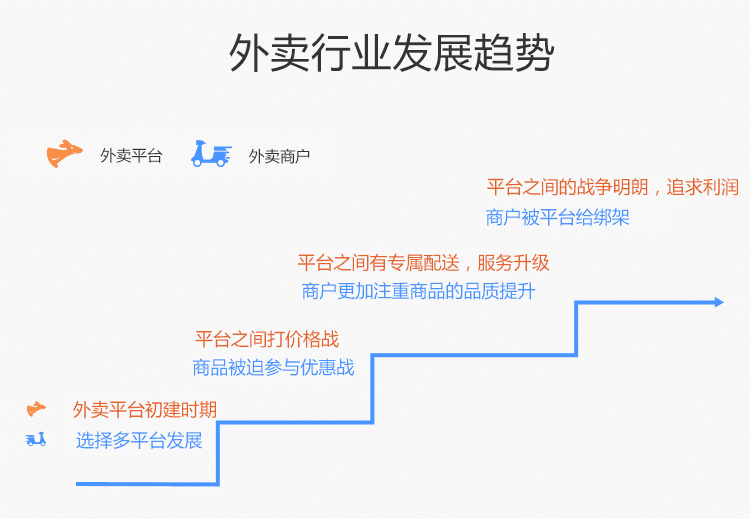 外卖行业发展趋势
外卖平台
外卖商户
平台之间的战争明朗，追求利润
商户被平台给绑架
平台之间有专属配送，服务升级
商户更加注重商品的品质提升
平台之间打价格战
商品被迫参与优惠战
外卖平台初建时期
选择多平台发展